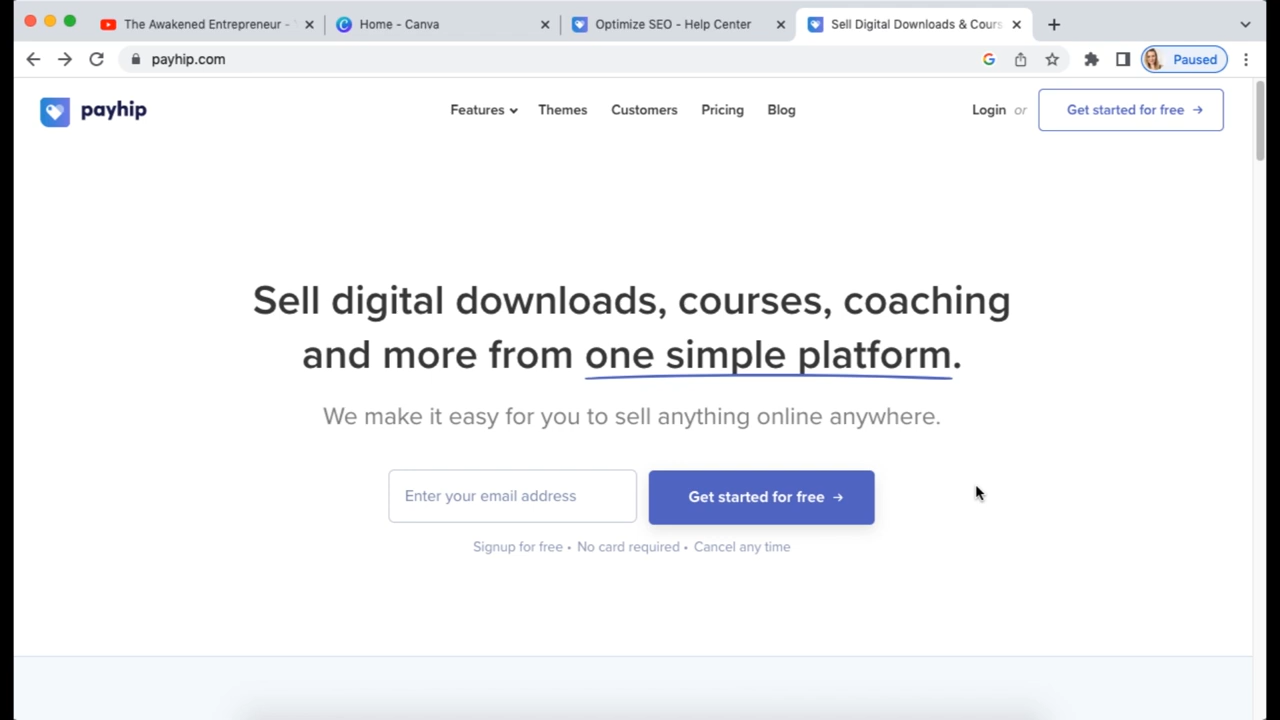 The Awakened Entrepreneur -
Home - Canva
Optimize SEO - Help Center
Sell Digital Downloads & Cours
payhip.com
Paused
payhip
Features
Themes
Customers
Pricing
Blog
Login or
Get started for free →
Sell digital downloads, courses, coaching
and more from one simple platform.
We make it easy for you to sell anything online anywhere.
Enter your email address
Get started for free →
Signup for free • No card required • Cancel any time